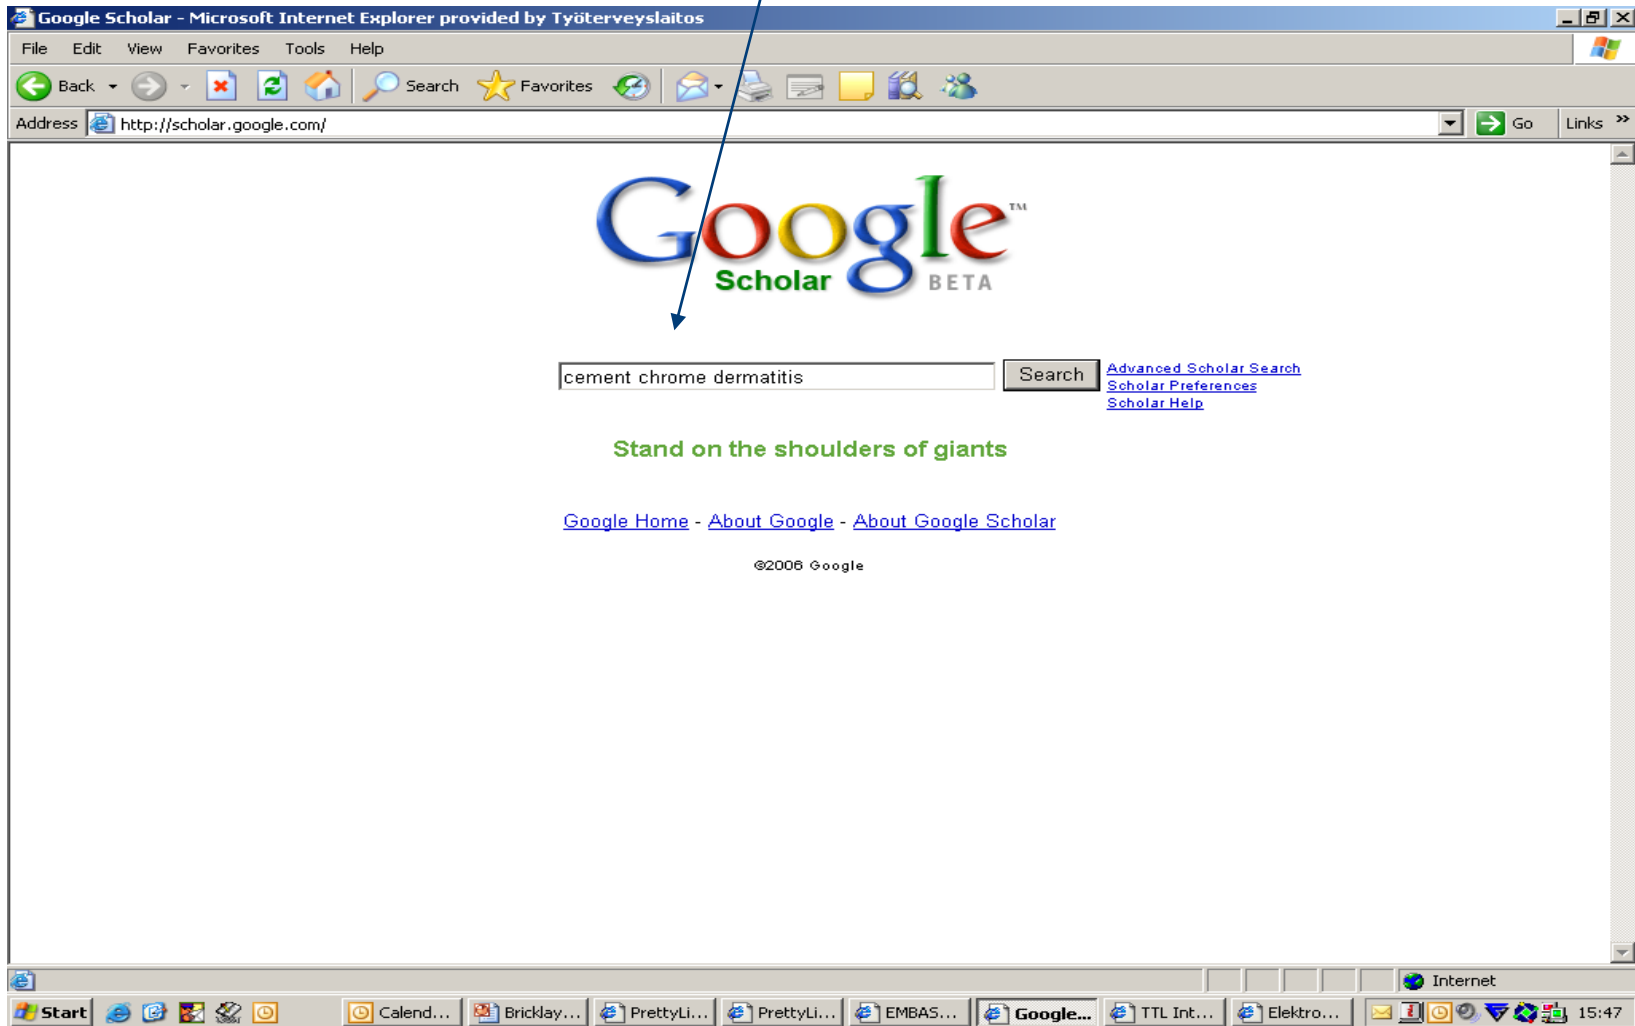 Google Scholar - Microsoft Internet Explorer provided by Työterveyslaitos
File Edit View Favorites Tools Help
Back Search Favorites
Address http://scholar.google.com/ Go Links »
Google™
Scholar BETA
cement chrome dermatitis Search Advanced Scholar Search
Scholar Preferences
Scholar Help
Stand on the shoulders of giants
Google Home - About Google - About Google Scholar
©2006 Google
Internet
Start Calend... Bricklay... PrettyLi... PrettyLi... EMBAS... Google... TTL Int... Elektro... 15:47